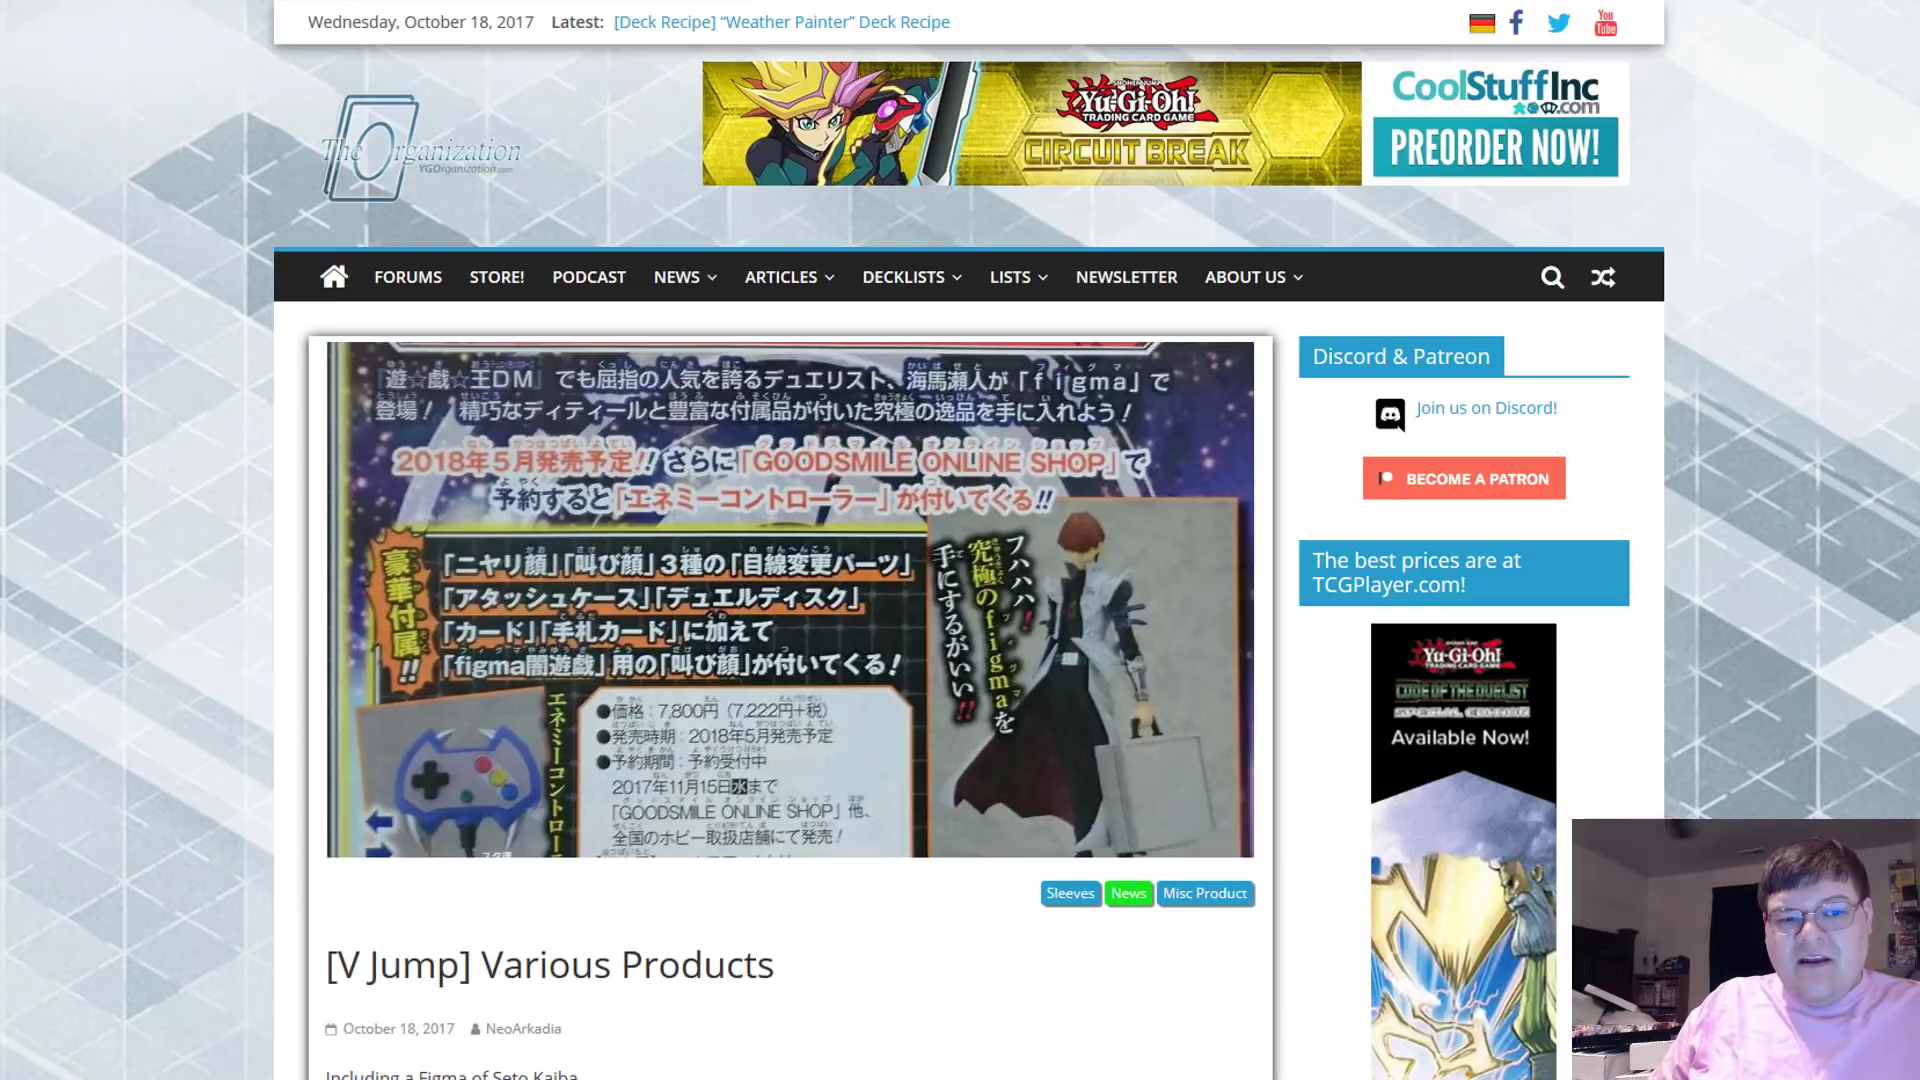 Wednesday, October 18, 2017 Latest: [Deck Recipe] “Weather Painter” Deck Recipe
You Tube
The Organization
YGOrganization.com
Yu-Gi-Oh!
TRADING CARD GAME
CIRCUIT BREAK
CoolStuffInc
.com
PREORDER NOW!
FORUMS STORE! PODCAST NEWS ARTICLES DECKLISTS LISTS NEWSLETTER ABOUT US
『遊☆戯☆王DM』でも屈指の人気を誇るデュエリスト、海馬瀬人が「figma」で
登場! 精巧なディティールと豊富な付属品が付いた究極の逸品を手に入れよう!
2018年5月発売予定!! さらに「GOODSMILE ONLINE SHOP」で
予約すると「エネミーコントローラー」が付いてくる!!
豪華付属!!
「ニヤリ顔」「叫び顔」3種の「目線変更パーツ」
「アタッシュケース」「デュエルディスク」
「カード」「手札カード」に加えて
「figma闇遊戯」用の「叫び顔」が付いてくる!
フハハハ!
究極のfigmaを
手にするがいい!!
エネミーコントロー
●価格:7,800円(7,222円+税)
●発売時期:2018年5月発売予定
●予約期間:予約受付中
2017年11月15日水まで
「GOODSMILE ONLINE SHOP」他、
全国のホビー取扱店舗にて発売!
Sleeves News Misc Product
[V Jump] Various Products
October 18, 2017 NeoArkadia
Including a Figma of Seto Kaiba
Discord & Patreon
Join us on Discord!
BECOME A PATRON
The best prices are at
TCGPlayer.com!
Yu-Gi-Oh!
TRADING CARD GAME
CODE OF THE DUELIST
SPECIAL EDITION
Available Now!